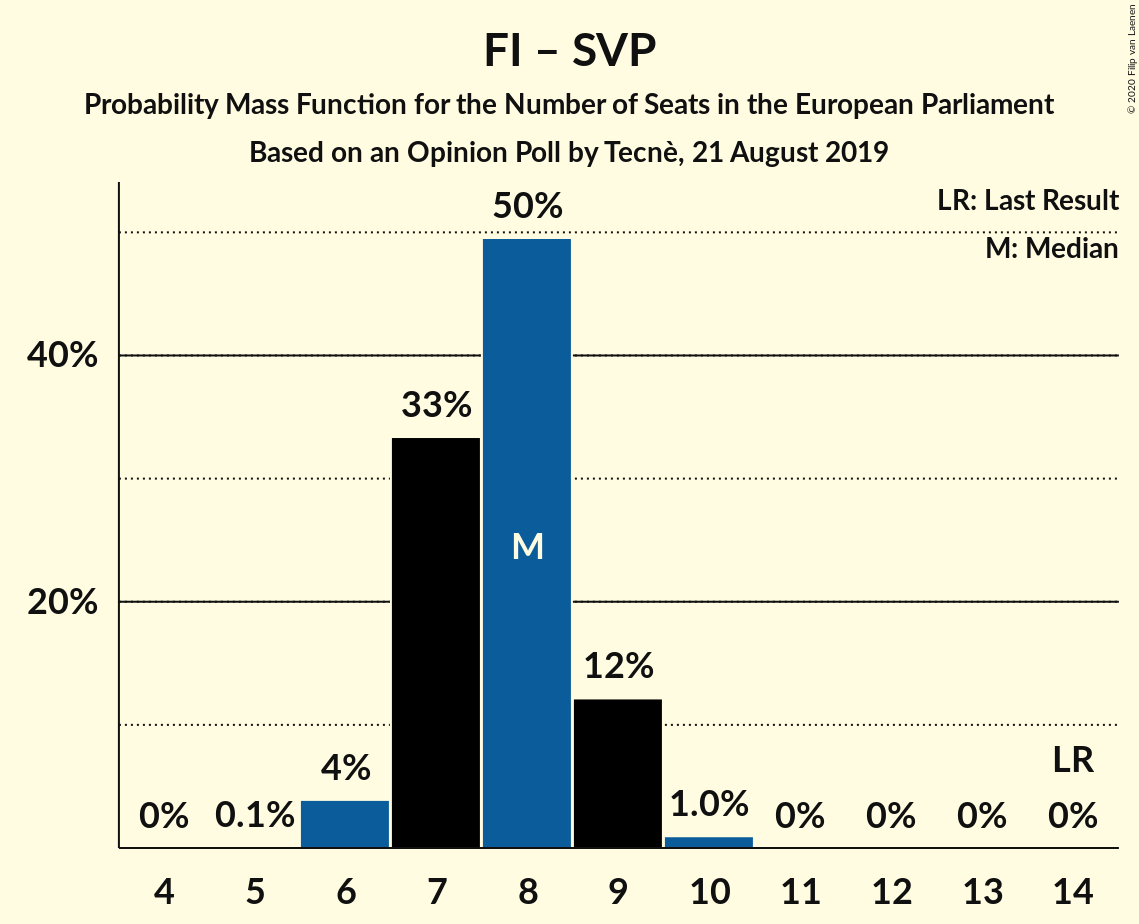 FI – SVP
Probability Mass Function for the Number of Seats in the European Parliament
Based on an Opinion Poll by Tecnè, 21 August 2019
© 2020 Filip van Laenen
LR: Last Result
M: Median
50%
40%
33%
M
20%
12%
4%
LR
0%
0.1%
1.0%
0%
0%
0%
0%
4 5 6 7 8 9 10 11 12 13 14